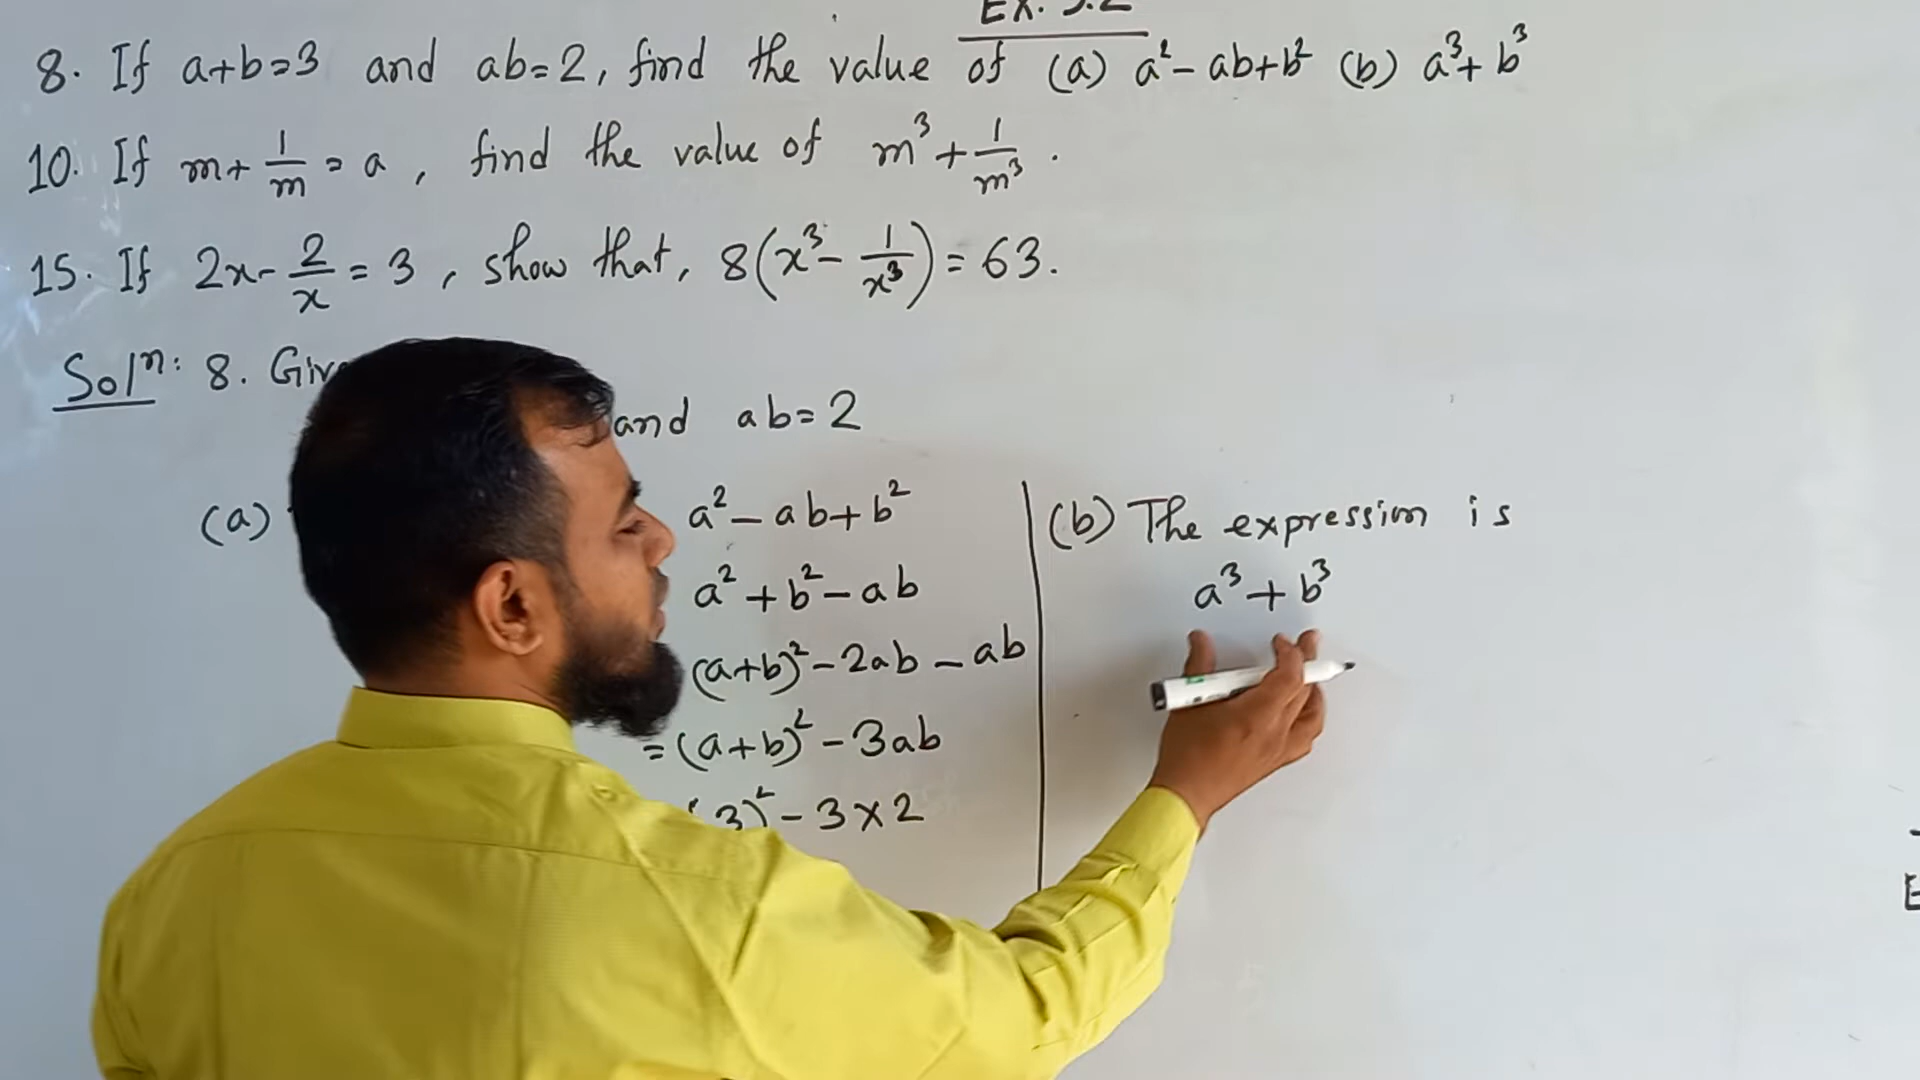 Ex. 3.2
8. If a+b=3 and ab=2, find the value of (a) a²-ab+b² (b) a³+b³
10. If m+1/m=a, find the value of m³+1/m³.
15. If 2x-2/x=3, show that, 8(x³-1/x³)=63.
Solⁿ: 8.
and ab=2
(a)
a²-ab+b²
a²+b²-ab
(a+b)²-2ab-ab
=(a+b)²-3ab
3)²-3×2
(b) The expression is
a³+b³